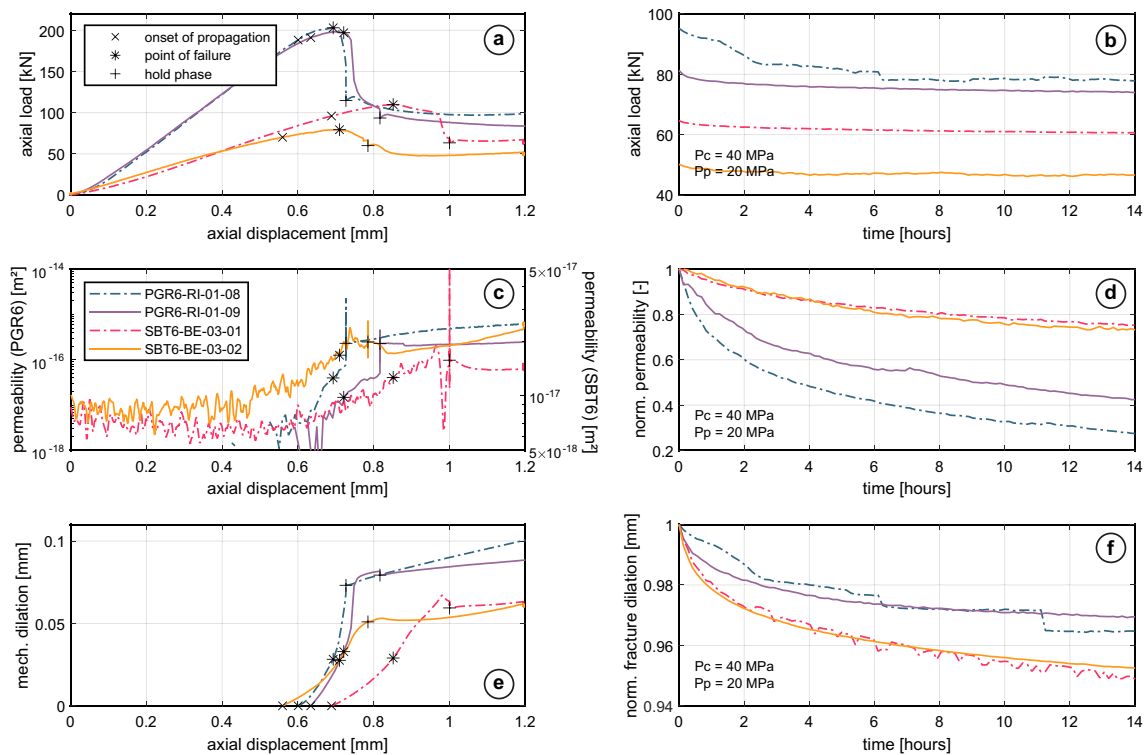 200
150
100
50
0
axial load [kN]
0
0.2
0.4
0.6
0.8
1
1.2
axial displacement [mm]
onset of propagation
point of failure
hold phase
a
100
80
60
40
axial load [kN]
0
2
4
6
8
10
12
14
time [hours]
Pc = 40 MPa
Pp = 20 MPa
b
10⁻¹⁴
10⁻¹⁶
10⁻¹⁸
permeability (PGR6) [m²]
5×10⁻¹⁷
10⁻¹⁷
5×10⁻¹⁸
permeability (SBT6) [m²]
0
0.2
0.4
0.6
0.8
1
1.2
axial displacement [mm]
PGR6-RI-01-08
PGR6-RI-01-09
SBT6-BE-03-01
SBT6-BE-03-02
c
1
0.8
0.6
0.4
0.2
norm. permeability [-]
0
2
4
6
8
10
12
14
time [hours]
Pc = 40 MPa
Pp = 20 MPa
d
0.1
0.05
0
mech. dilation [mm]
0
0.2
0.4
0.6
0.8
1
1.2
axial displacement [mm]
e
1
0.98
0.96
0.94
norm. fracture dilation [mm]
0
2
4
6
8
10
12
14
time [hours]
Pc = 40 MPa
Pp = 20 MPa
f